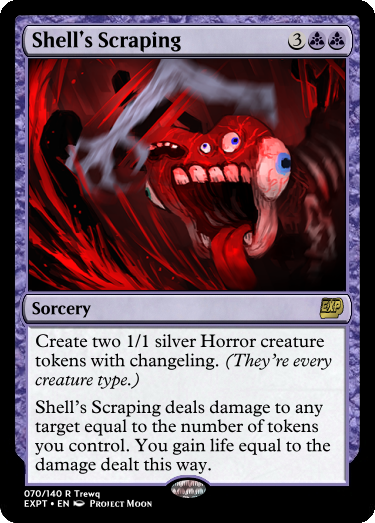 Shell's Scraping 3
EXP
Sorcery
Create two 1/1 silver Horror creature
tokens with changeling. (They're every
creature type.)
Shell's Scraping deals damage to any
target equal to the number of tokens
you control. You gain life equal to the
damage dealt this way.
070/140 R Trewq
EXPT • EN Project Moon